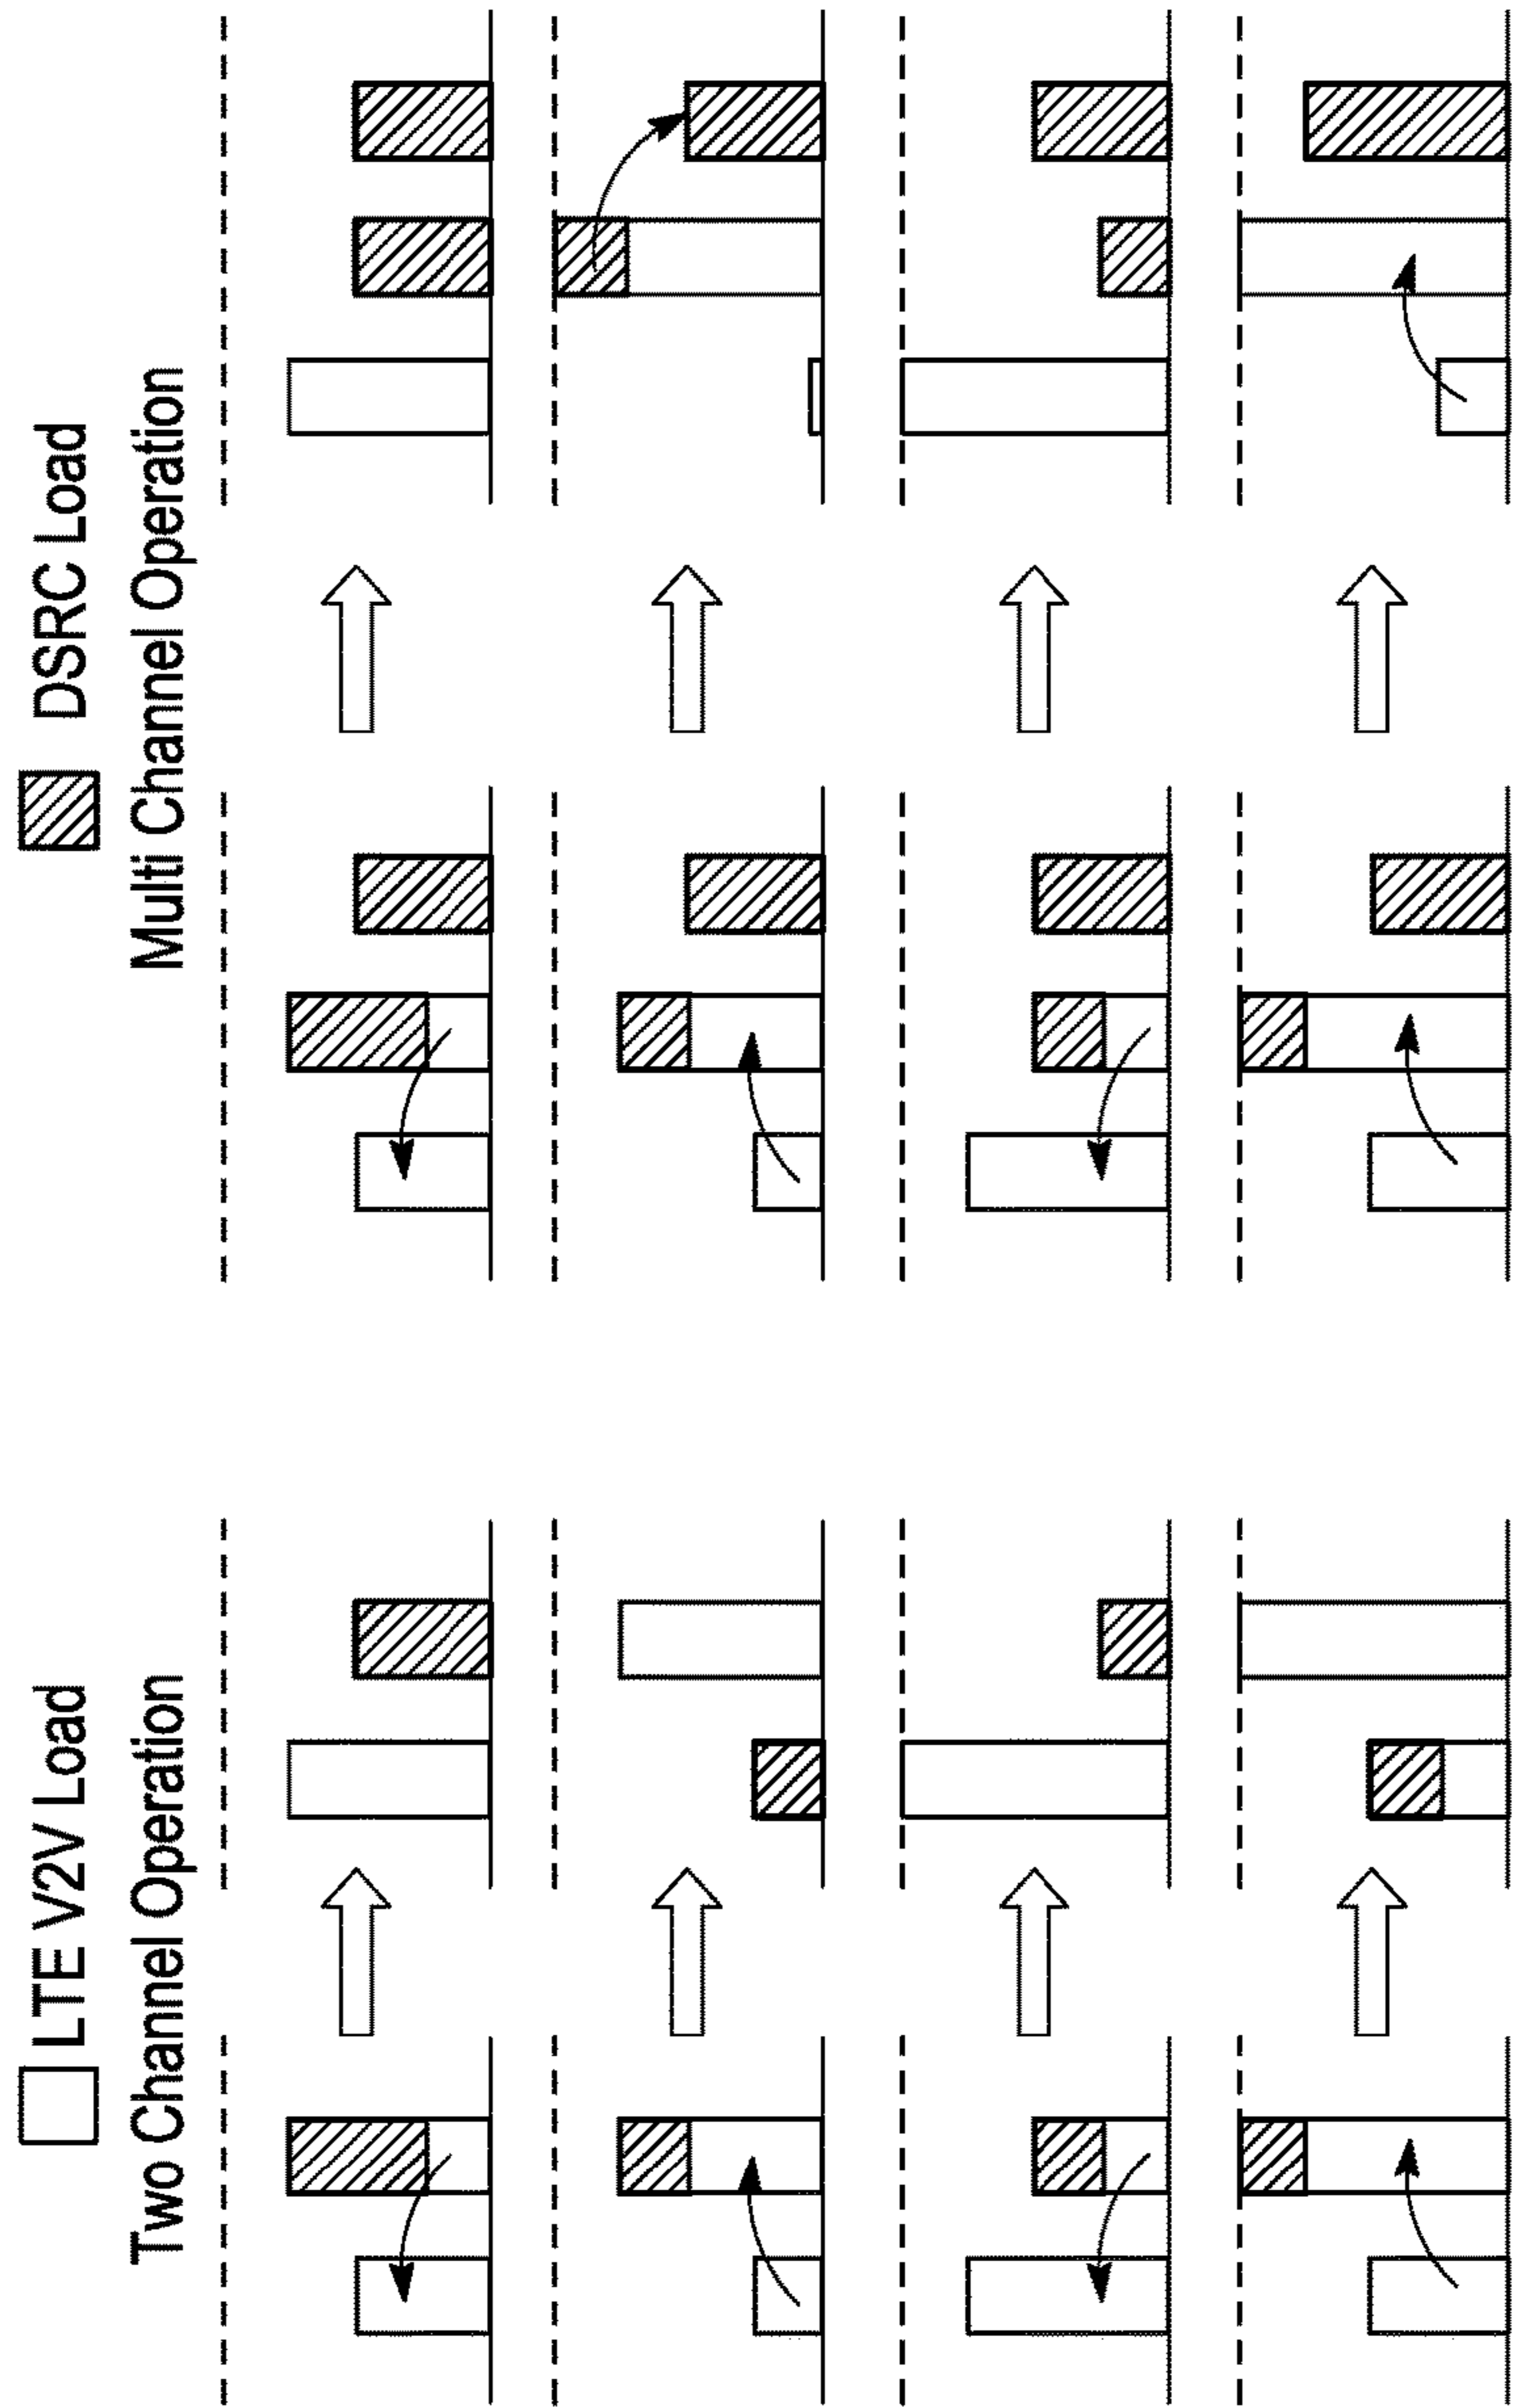 LTE V2V Load
DSRC Load
Two Channel Operation
Multi Channel Operation